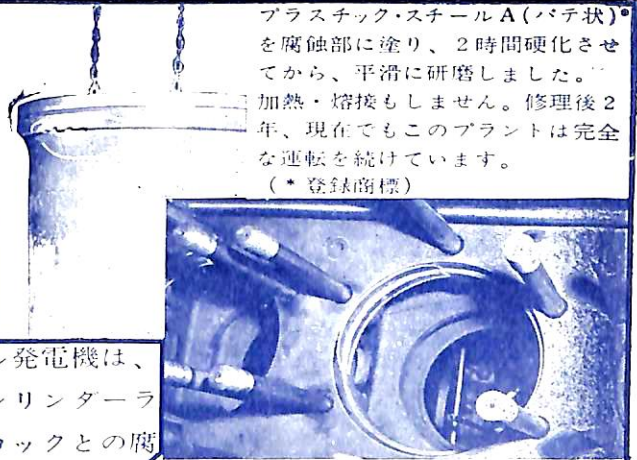 プラスチック・スチールA(パテ状)*
を腐蝕部に塗り、2時間硬化させ
てから、平滑に研磨しました。
加熱・熔接もしません。修理後2
年、現在でもこのプラントは完全
な運転を続けています。
(* 登録商標)
発電機は、
リンダーラ
ックとの腐